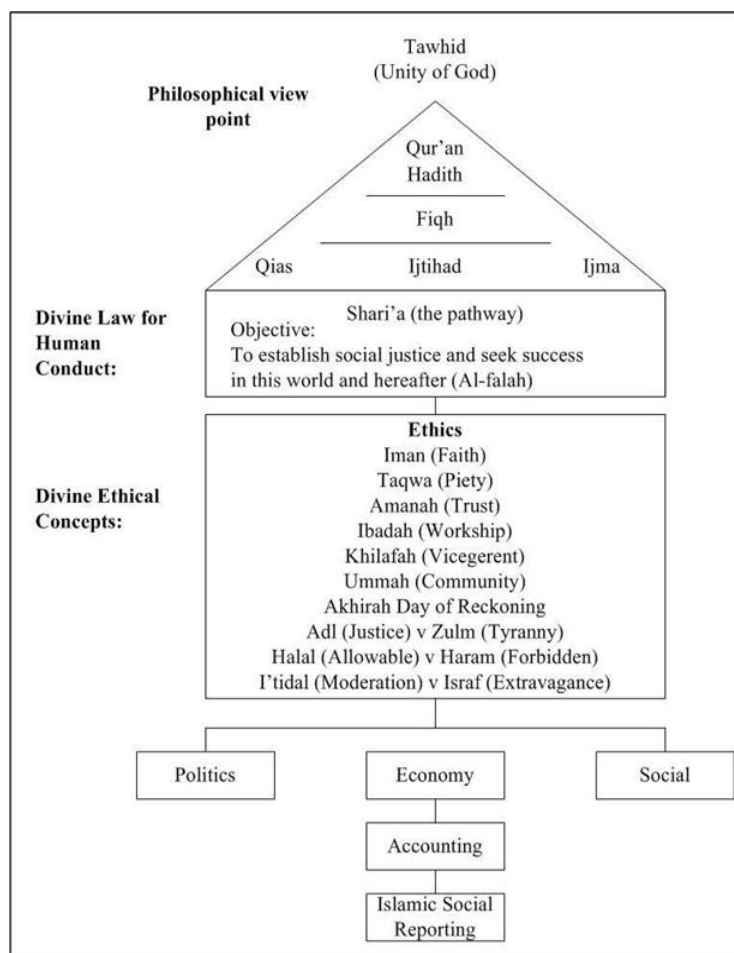 Tawhid
(Unity of God)
Philosophical view
point
Qur'an
Hadith
Fiqh
Qias Ijtihad Ijma
Divine Law for
Human
Conduct:
Shari'a (the pathway)
Objective:
To establish social justice and seek success
in this world and hereafter (Al-falah)
Divine Ethical
Concepts:
Ethics
Iman (Faith)
Taqwa (Piety)
Amanah (Trust)
Ibadah (Workship)
Khilafah (Vicegerent)
Ummah (Community)
Akhirah Day of Reckoning
Adl (Justice) v Zulm (Tyranny)
Halal (Allowable) v Haram (Forbidden)
I'tidal (Moderation) v Israf (Extravagance)
Politics
Economy
Social
Accounting
Islamic Social
Reporting